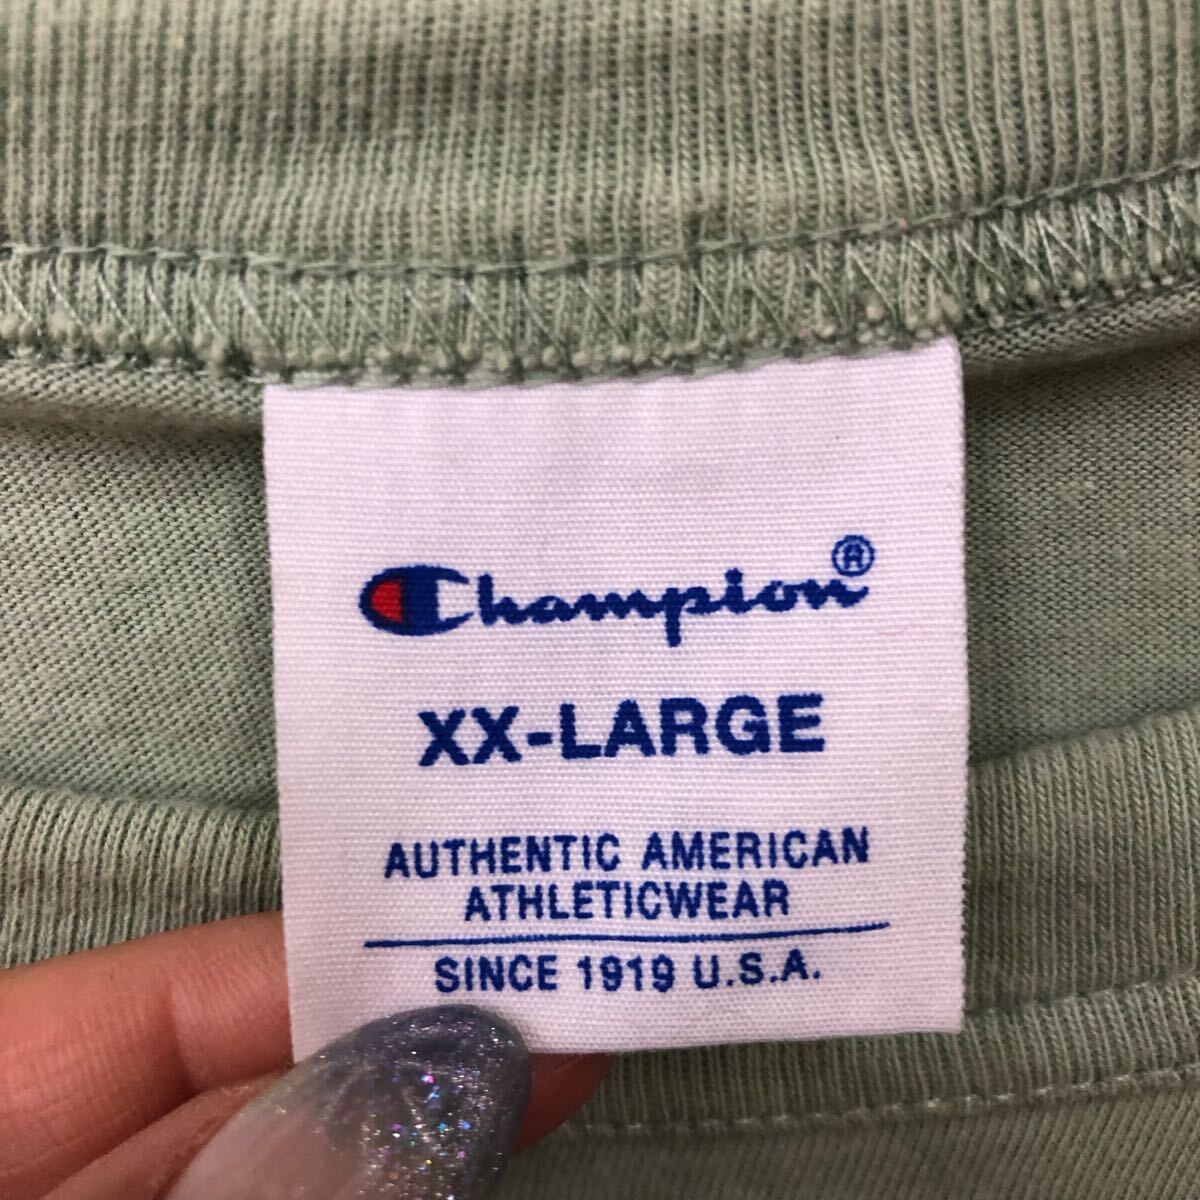 Champion®
XX-LARGE
AUTHENTIC AMERICAN
ATHLETICWEAR
SINCE 1919 U.S.A.